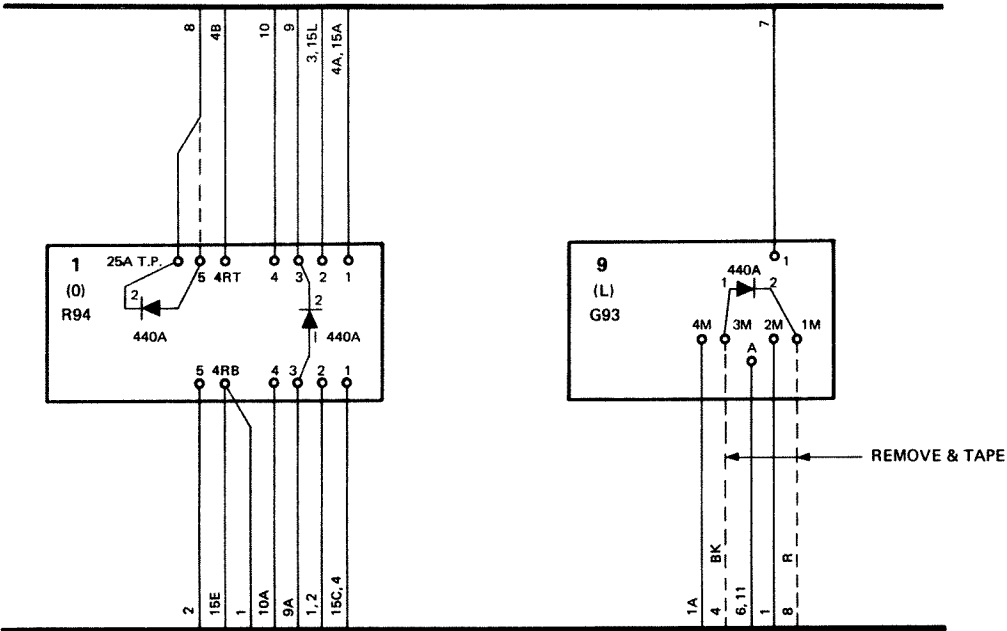 8
4B
10
9
3, 15L
4A, 15A
7
1
(0)
R94
25A T.P.
5 4RT 4 3 2 1
2
440A
2
440A
5 4RB 4 3 2 1
9
(L)
G93
1
440A
1 2
4M 3M 2M 1M
A
REMOVE & TAPE
2
15E
1
10A
9A
1, 2
15C, 4
1A
4
BK
6, 11
1
8
R